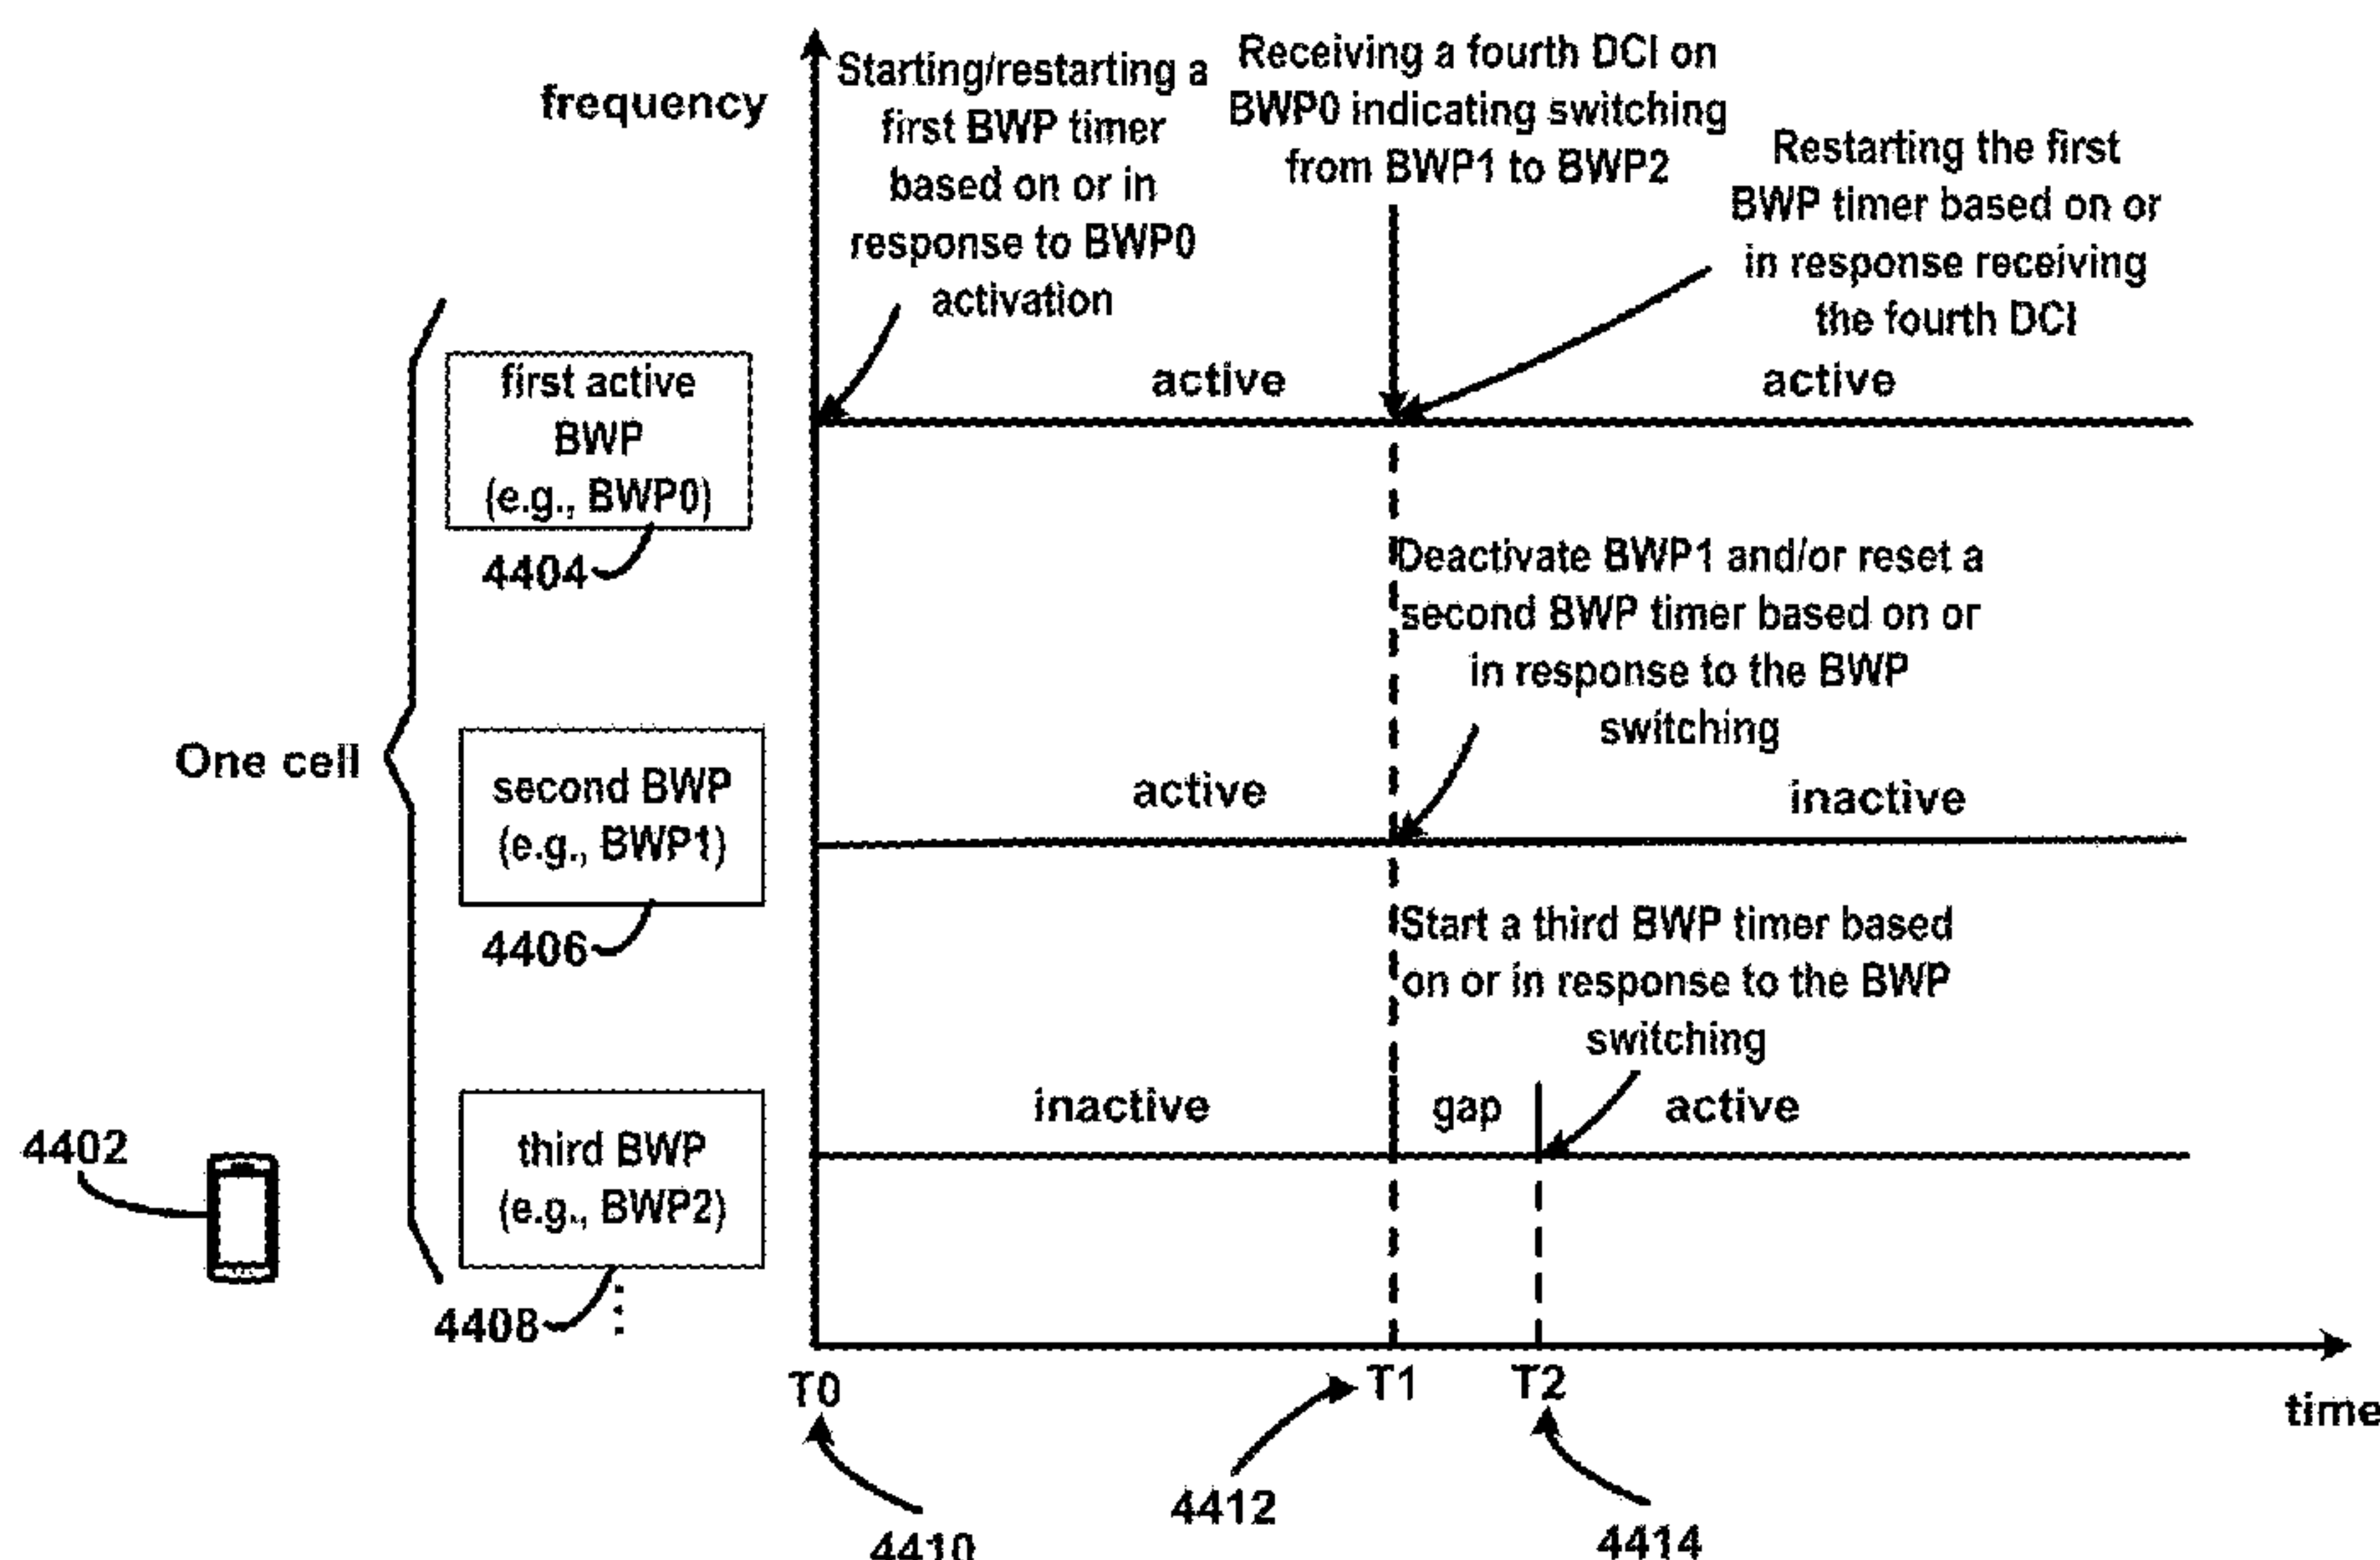 frequency
Starting/restarting a
first BWP timer
based on or in
response to BWP0
activation
Receiving a fourth DCI on
BWP0 indicating switching
from BWP1 to BWP2
Restarting the first
BWP timer based on or
in response receiving
the fourth DCI
active
active
first active
BWP
(e.g., BWP0)
4404
Deactivate BWP1 and/or reset a
second BWP timer based on or
in response to the BWP
switching
One cell
second BWP
(e.g., BWP1)
4406
active
inactive
Start a third BWP timer based
on or in response to the BWP
switching
inactive
gap
active
4402
third BWP
(e.g., BWP2)
4408
T0
T1
T2
time
4412
4410
4414